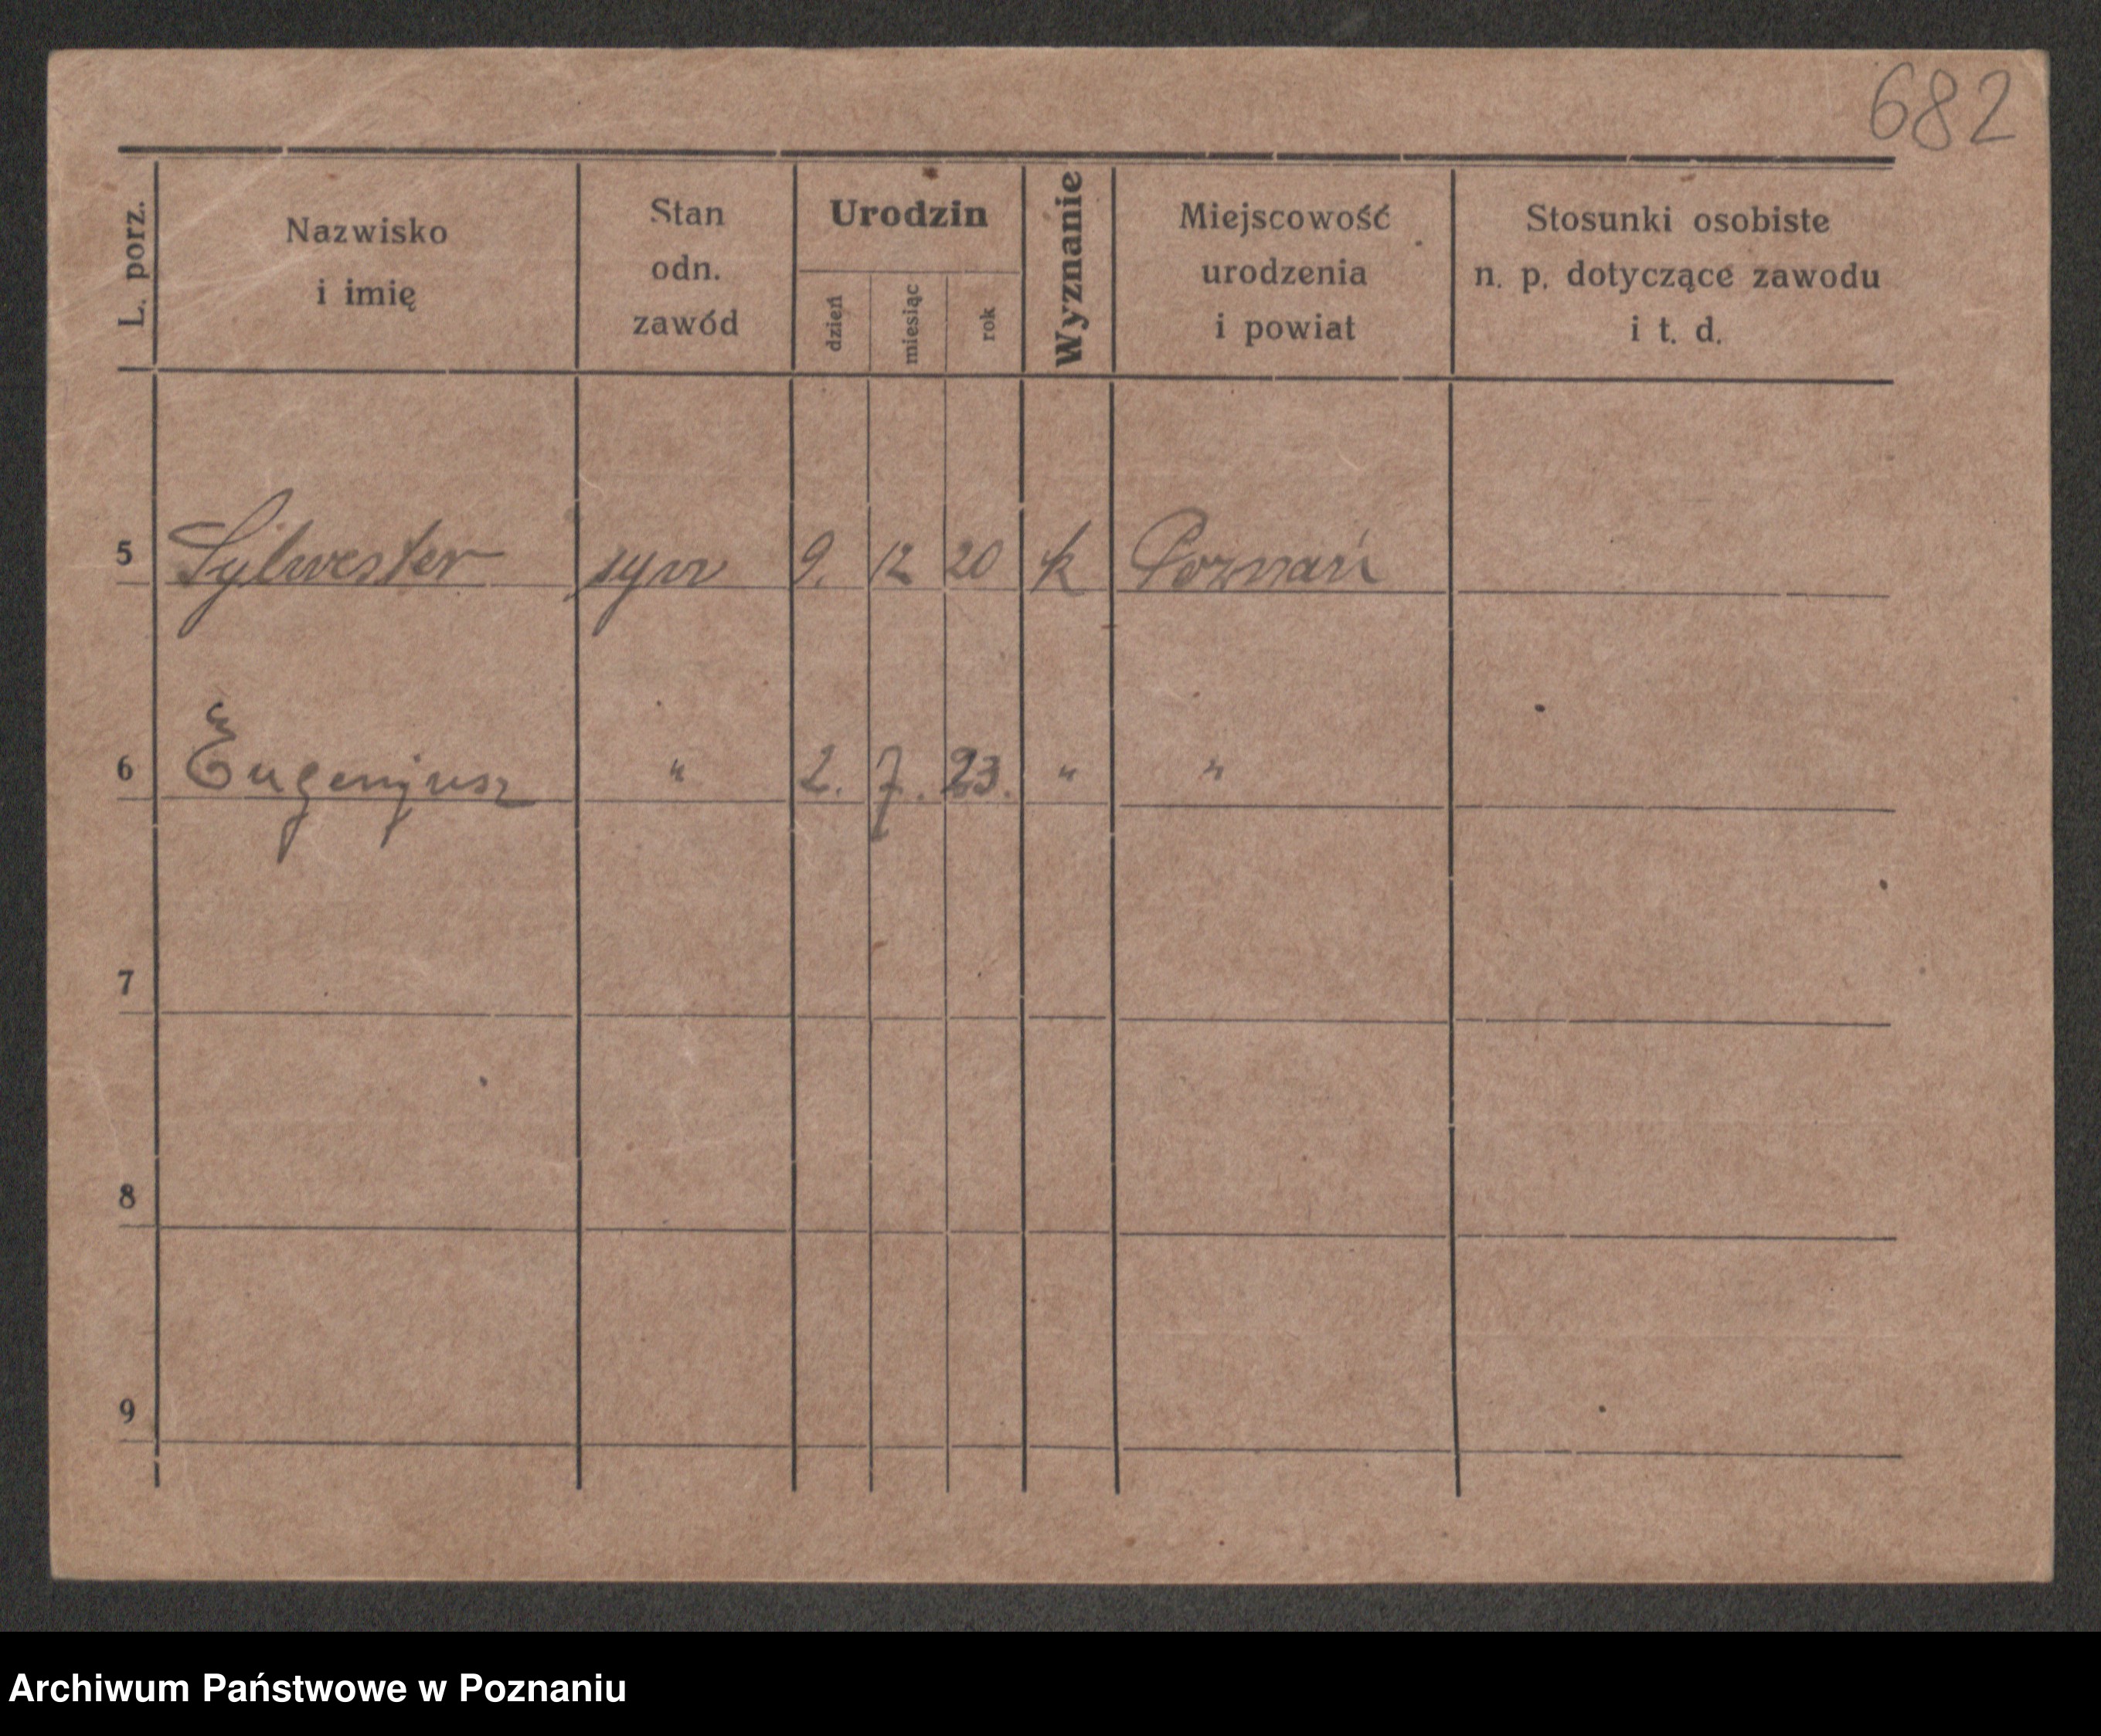 682
L. porz.
Nazwisko
i imię
Stan
odn.
zawód
Urodzin
dzień
miesiąc
rok
Wyznanie
Miejscowość
urodzenia
i powiat
Stosunki osobiste
n. p. dotyczące zawodu
i t. d.
5 Sylwester syn 9. 12 20 k Poznań
6 Eugenjusz " 2. 7. 23. " "
7
8
9
Archiwum Państwowe w Poznaniu